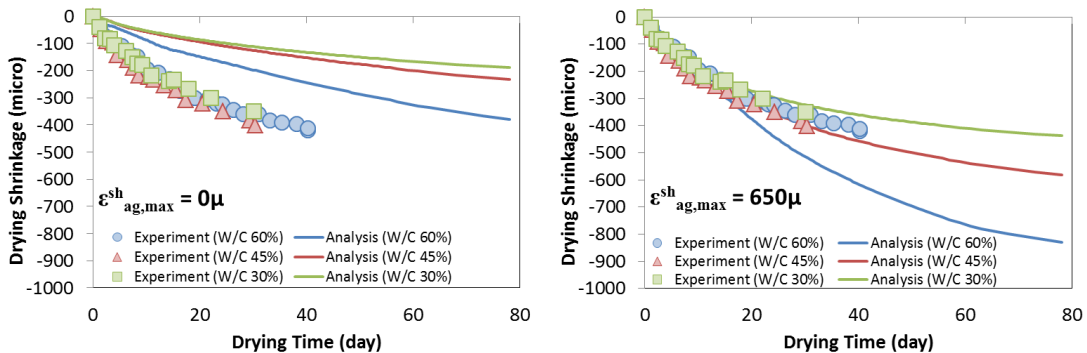 0
-100
-200
-300
-400
-500
-600
-700
-800
-900
-1000
Drying Shrinkage (micro)
ε^sh_ag,max = 0μ
Experiment (W/C 60%) Analysis (W/C 60%)
Experiment (W/C 45%) Analysis (W/C 45%)
Experiment (W/C 30%) Analysis (W/C 30%)
0 20 40 60 80
Drying Time (day)
0
-100
-200
-300
-400
-500
-600
-700
-800
-900
-1000
Drying Shrinkage (micro)
ε^sh_ag,max = 650μ
Experiment (W/C 60%) Analysis (W/C 60%)
Experiment (W/C 45%) Analysis (W/C 45%)
Experiment (W/C 30%) Analysis (W/C 30%)
0 20 40 60 80
Drying Time (day)